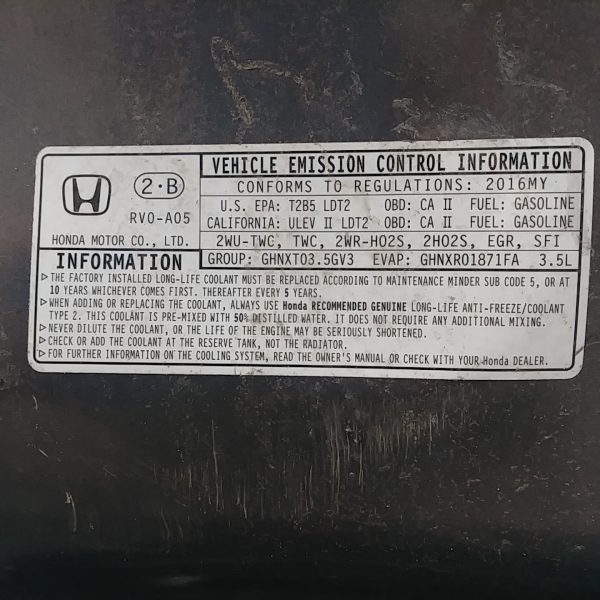 VEHICLE EMISSION CONTROL INFORMATION
2·B
CONFORMS TO REGULATIONS: 2016MY
RV0-A05
U.S. EPA: T2B5 LDT2 OBD: CA II FUEL: GASOLINE
CALIFORNIA: ULEV II LDT2 OBD: CA II FUEL: GASOLINE
HONDA MOTOR CO., LTD.
2WU-TWC, TWC, 2WR-HO2S, 2HO2S, EGR, SFI
INFORMATION
GROUP: GHNXT03.5GV3 EVAP: GHNXR01871FA 3.5L
▷THE FACTORY INSTALLED LONG-LIFE COOLANT MUST BE REPLACED ACCORDING TO MAINTENANCE MINDER SUB CODE 5, OR AT
10 YEARS WHICHEVER COMES FIRST. THEREAFTER EVERY 5 YEARS.
▷WHEN ADDING OR REPLACING THE COOLANT, ALWAYS USE Honda RECOMMENDED GENUINE LONG-LIFE ANTI-FREEZE/COOLANT
TYPE 2. THIS COOLANT IS PRE-MIXED WITH 50% DISTILLED WATER. IT DOES NOT REQUIRE ANY ADDITIONAL MIXING.
▷NEVER DILUTE THE COOLANT, OR THE LIFE OF THE ENGINE MAY BE SERIOUSLY SHORTENED.
▷CHECK OR ADD THE COOLANT AT THE RESERVE TANK, NOT THE RADIATOR.
▷FOR FURTHER INFORMATION ON THE COOLING SYSTEM, READ THE OWNER'S MANUAL OR CHECK WITH YOUR Honda DEALER.